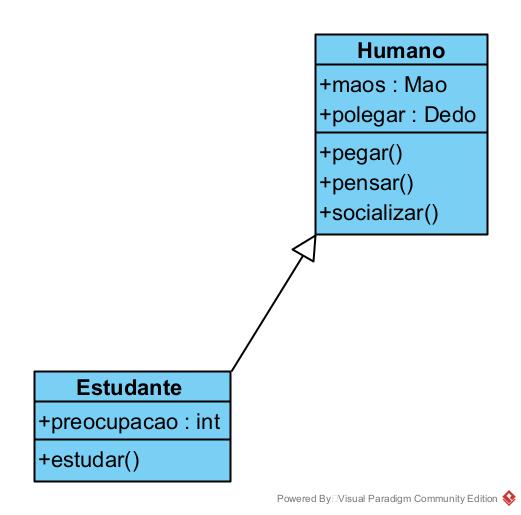 Humano
+maos : Mao
+polegar : Dedo
+pegar()
+pensar()
+socializar()
Estudante
+preocupacao : int
+estudar()
Powered By Visual Paradigm Community Edition